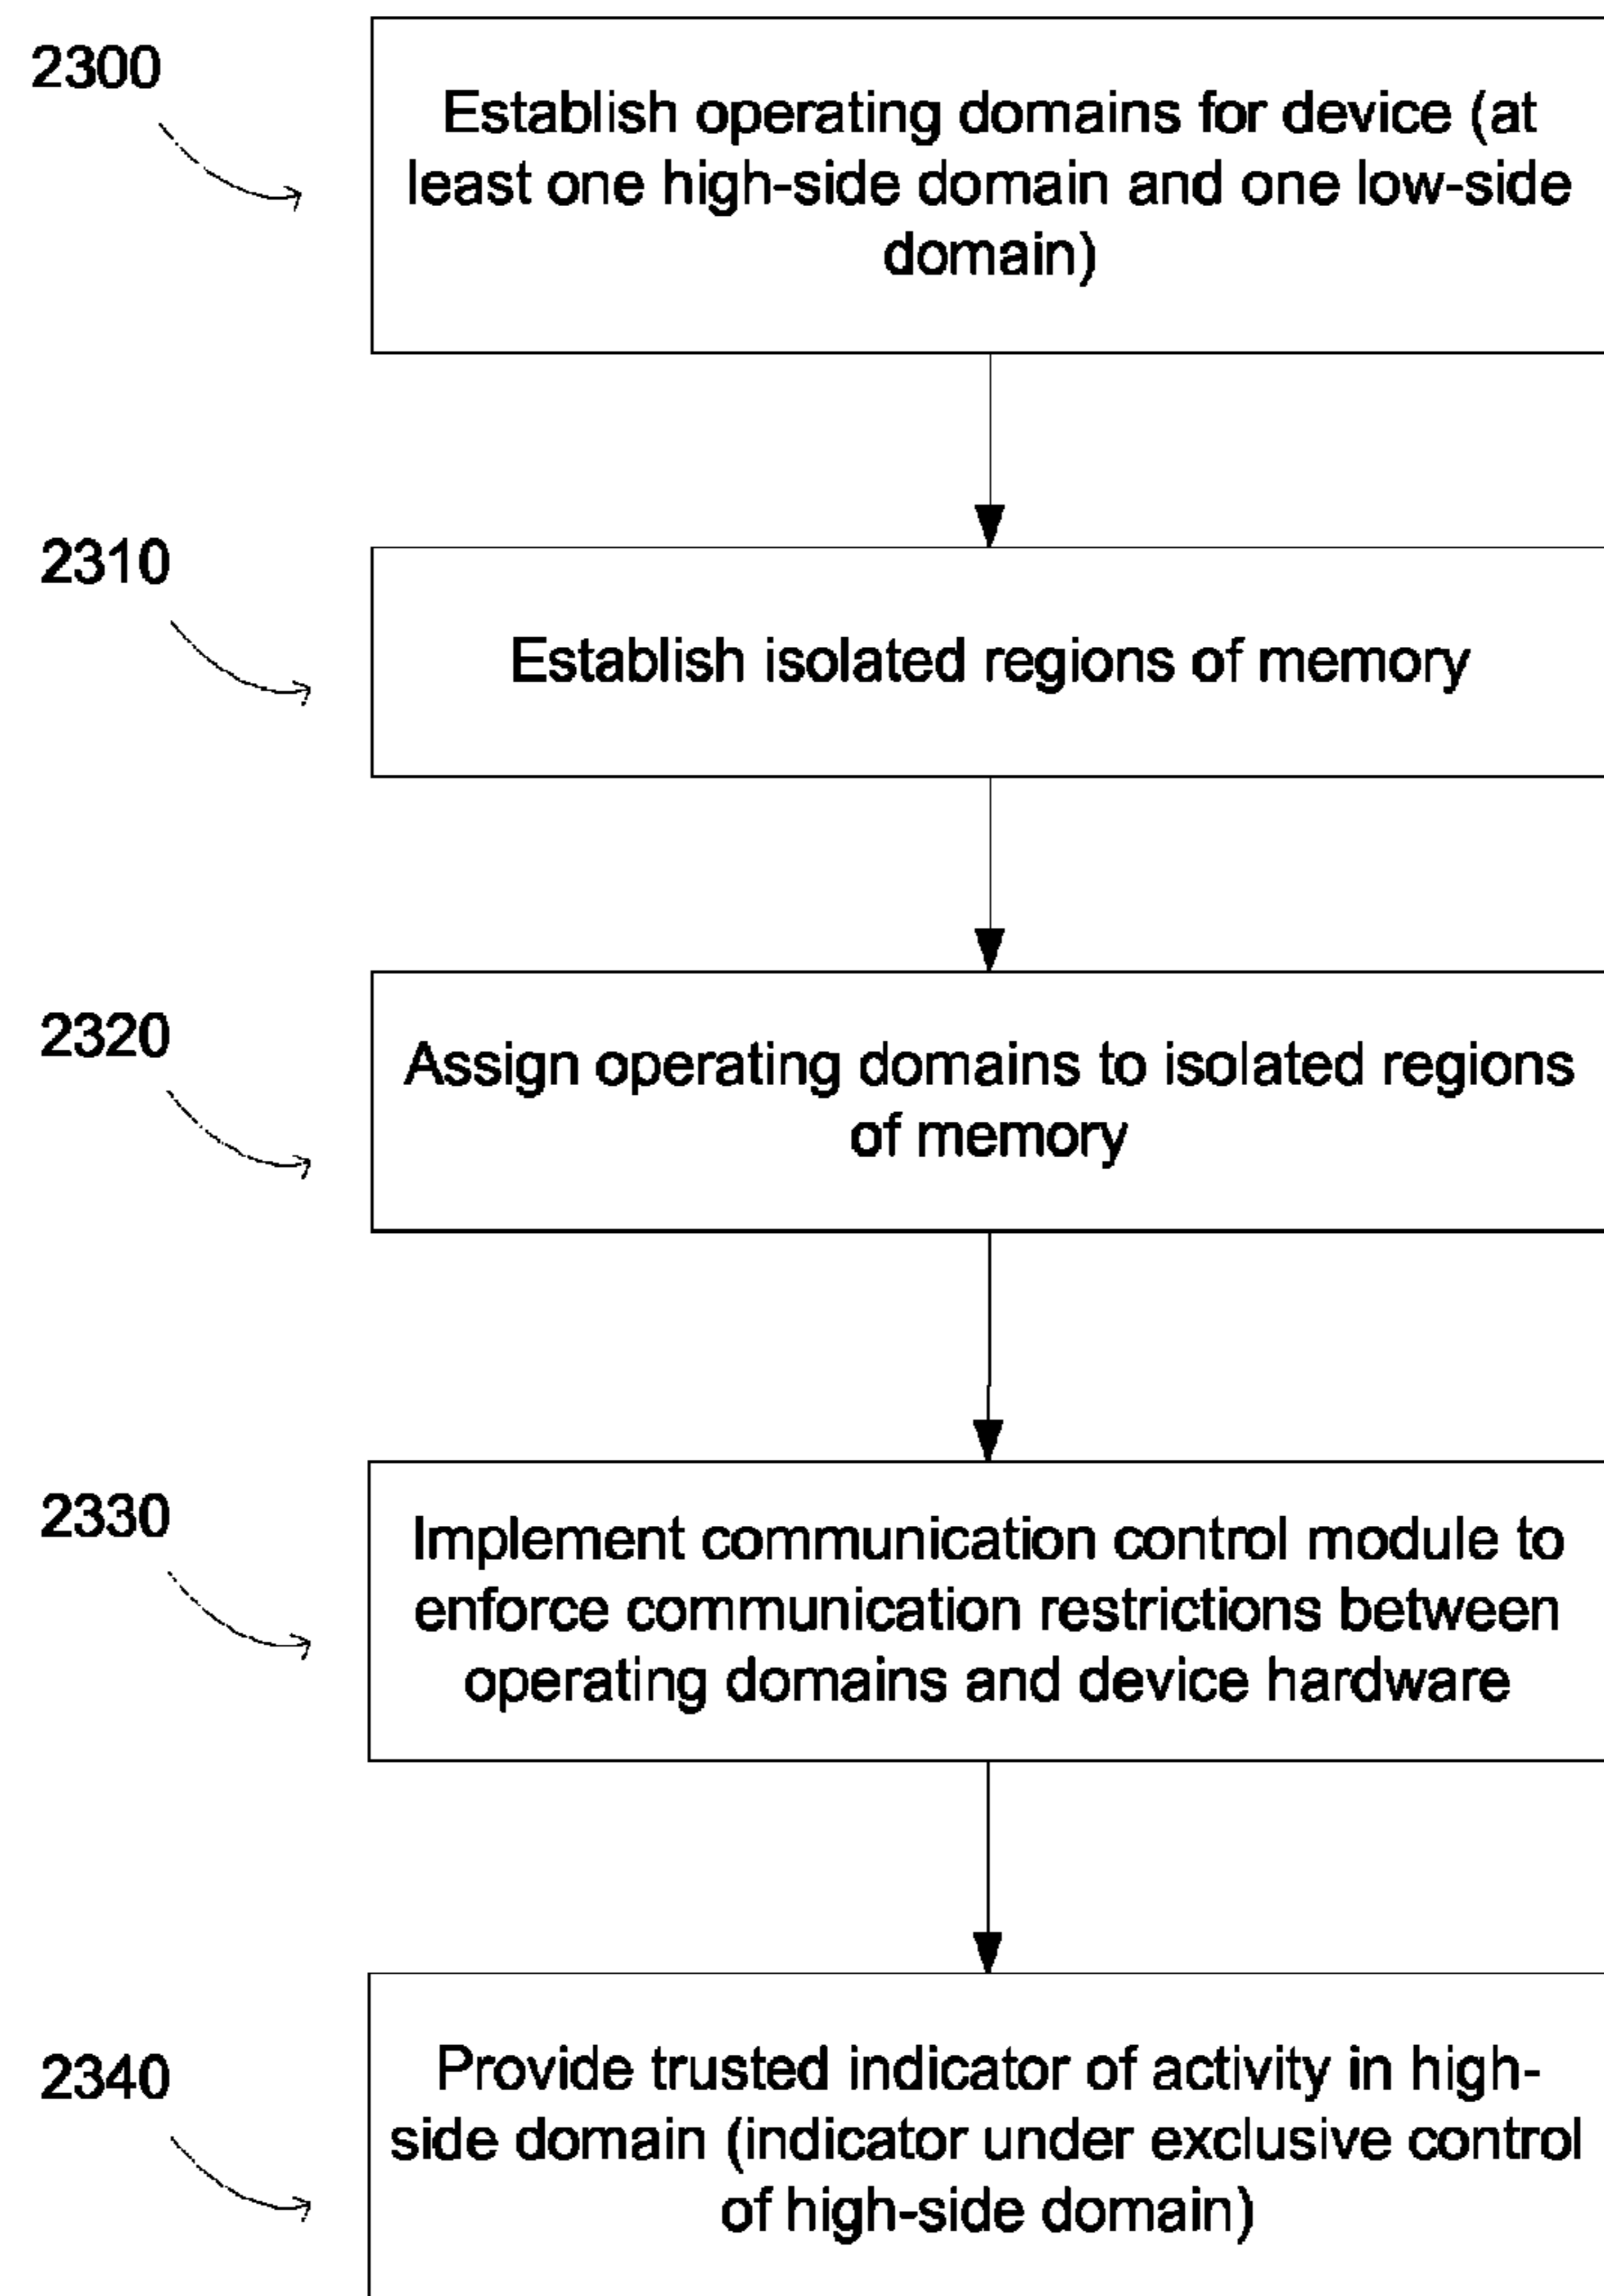 2300
Establish operating domains for device (at
least one high-side domain and one low-side
domain)
2310
Establish isolated regions of memory
2320
Assign operating domains to isolated regions
of memory
2330
Implement communication control module to
enforce communication restrictions between
operating domains and device hardware
2340
Provide trusted indicator of activity in high-
side domain (indicator under exclusive control
of high-side domain)